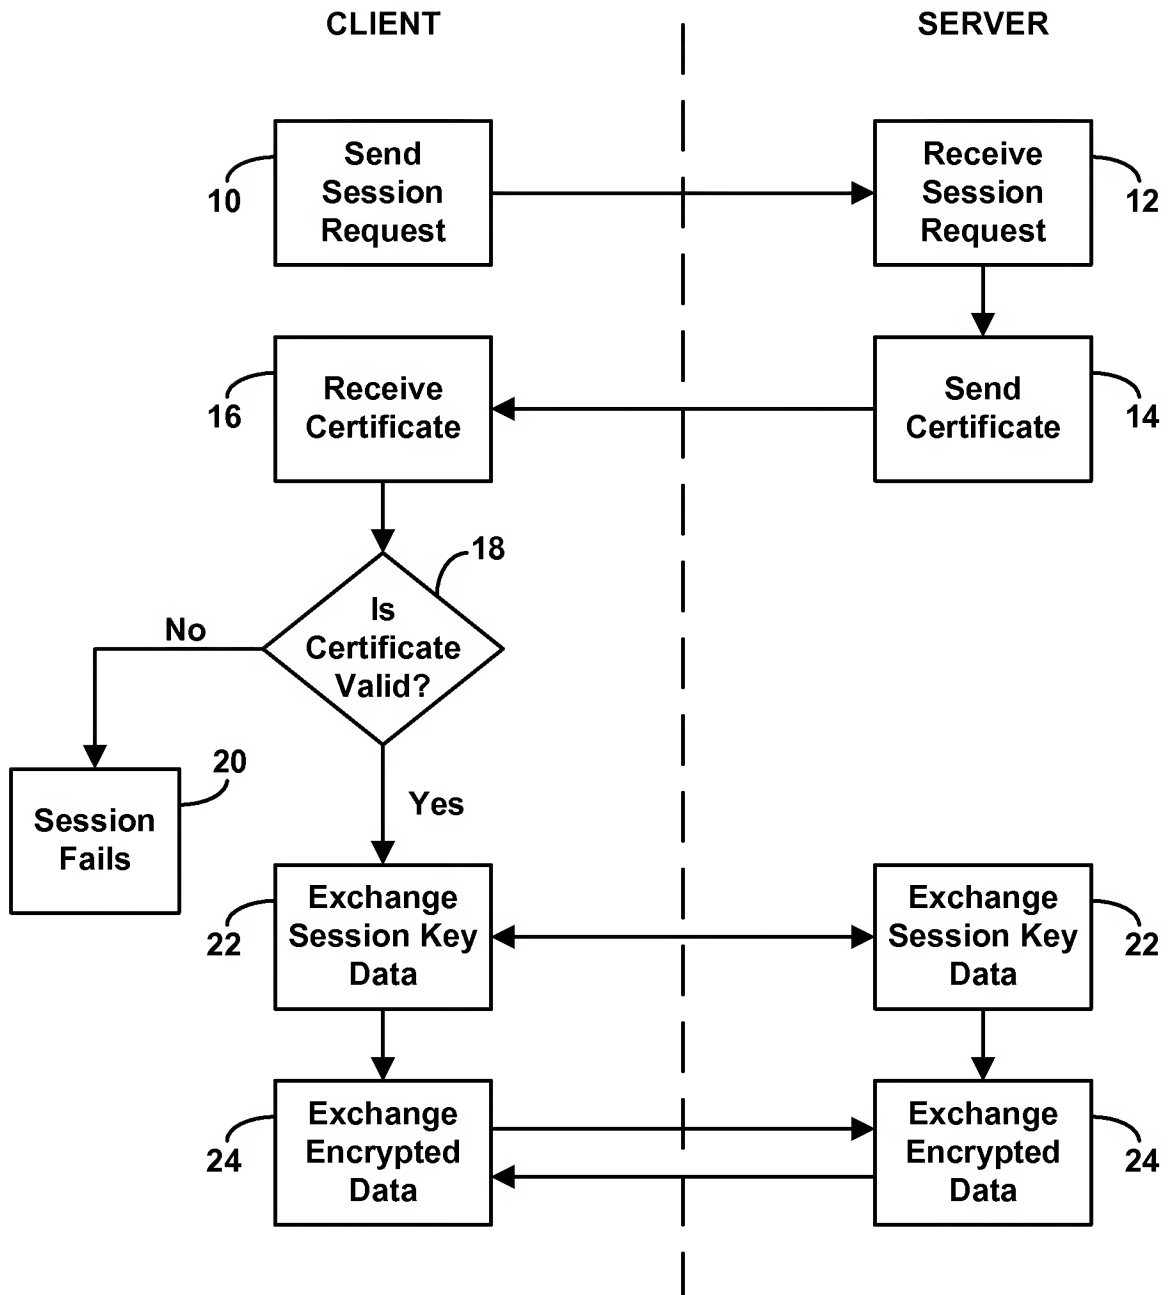 CLIENT
SERVER
Send
Session
Request
10
Receive
Session
Request
12
Receive
Certificate
16
Send
Certificate
14
18
Is
Certificate
Valid?
No
Yes
20
Session
Fails
Exchange
Session Key
Data
22
Exchange
Session Key
Data
22
Exchange
Encrypted
Data
24
Exchange
Encrypted
Data
24